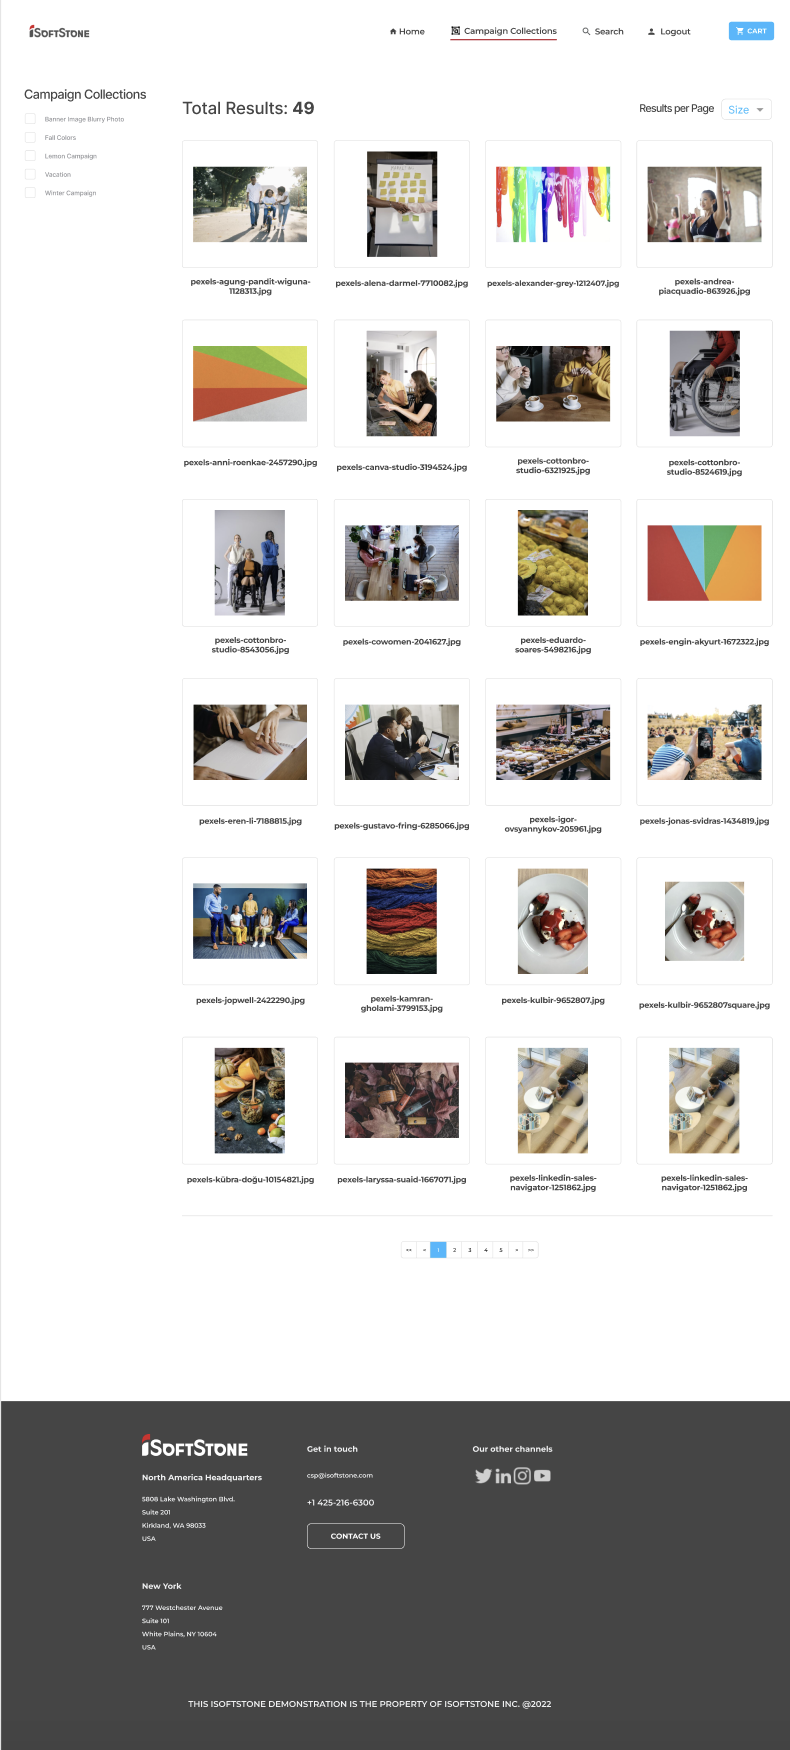 iSoftStone
Home
Campaign Collections
Search
Logout
CART
Campaign Collections
Banner Image Blurry Photo
Fall Colors
Lemon Campaign
Vacation
Winter Campaign
Total Results: 49
Results per Page
Size
pexels-agung-pandit-wiguna-
1128313.jpg
pexels-alena-darmel-7710082.jpg
pexels-alexander-grey-1212407.jpg
pexels-andrea-
piacquadio-863926.jpg
pexels-anni-roenkae-2457290.jpg
pexels-canva-studio-3194524.jpg
pexels-cottonbro-
studio-6321925.jpg
pexels-cottonbro-
studio-8524619.jpg
pexels-cottonbro-
studio-8543056.jpg
pexels-cowomen-2041627.jpg
pexels-eduardo-
soares-5498216.jpg
pexels-engin-akyurt-1672322.jpg
pexels-eren-li-7188815.jpg
pexels-gustavo-fring-6285066.jpg
pexels-igor-
ovsyannykov-205961.jpg
pexels-jonas-svidras-1434819.jpg
pexels-jopwell-2422290.jpg
pexels-kamran-
gholami-3799153.jpg
pexels-kulbir-9652807.jpg
pexels-kulbir-9652807square.jpg
pexels-kübra-doğu-10154821.jpg
pexels-laryssa-suaid-1667071.jpg
pexels-linkedin-sales-
navigator-1251862.jpg
pexels-linkedin-sales-
navigator-1251862.jpg
<< < 1 2 3 4 5 > >>
iSoftStone
North America Headquarters
5808 Lake Washington Blvd.
Suite 201
Kirkland, WA 98033
USA
New York
777 Westchester Avenue
Suite 101
White Plains, NY 10604
USA
Get in touch
csp@isoftstone.com
+1 425-216-6300
CONTACT US
Our other channels
THIS ISOFTSTONE DEMONSTRATION IS THE PROPERTY OF ISOFTSTONE INC. @2022